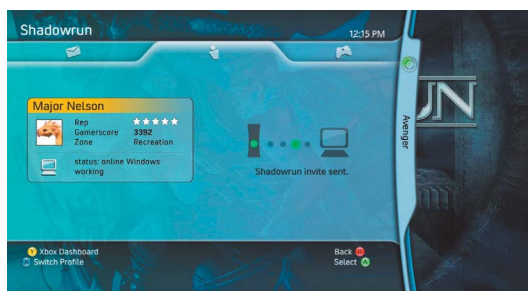 Shadowrun
12:15 PM
Major Nelson
Rep
Gamerscore 3392
Zone Recreation
status: online Windows
working
Shadowrun invite sent.
Avenger
UN
Y Xbox Dashboard
Switch Profile
Back B
Select A